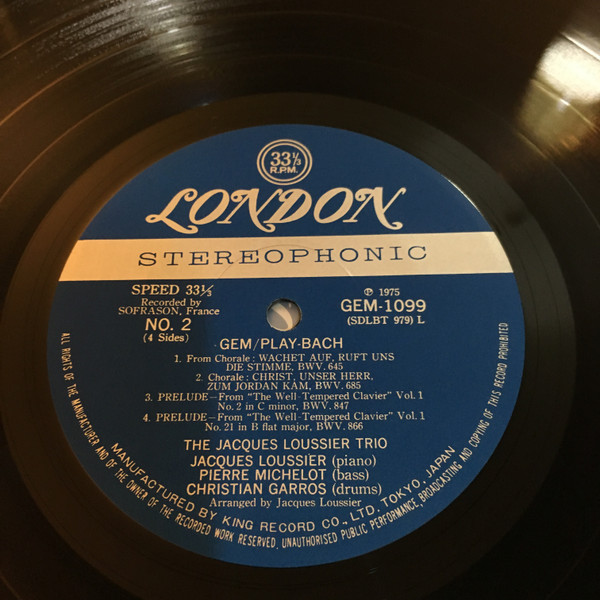 33⅓
R.P.M.
LONDON
STEREOPHONIC
SPEED 33⅓
Recorded by
SOFRASON, France
NO. 2
(4 Sides)
℗ 1975
GEM-1099
(SDLBT 979) L
GEM/PLAY-BACH
1. From Chorale: WACHET AUF, RUFT UNS
DIE STIMME, BWV. 645
2. Chorale: CHRIST, UNSER HERR,
ZUM JORDAN KAM, BWV. 685
3. PRELUDE—From "The Well-Tempered Clavier" Vol. 1
No. 2 in C minor, BWV. 847
4. PRELUDE—From "The Well-Tempered Clavier" Vol. 1
No. 21 in B flat major, BWV. 866
THE JACQUES LOUSSIER TRIO
JACQUES LOUSSIER (piano)
PIERRE MICHELOT (bass)
CHRISTIAN GARROS (drums)
Arranged by Jacques Loussier
MANUFACTURED BY KING RECORD CO., LTD. TOKYO, JAPAN
ALL RIGHTS OF THE MANUFACTURER AND OF THE OWNER OF THE RECORDED WORK RESERVED, UNAUTHORISED PUBLIC PERFORMANCE, BROADCASTING AND COPYING OF THIS RECORD PROHIBITED